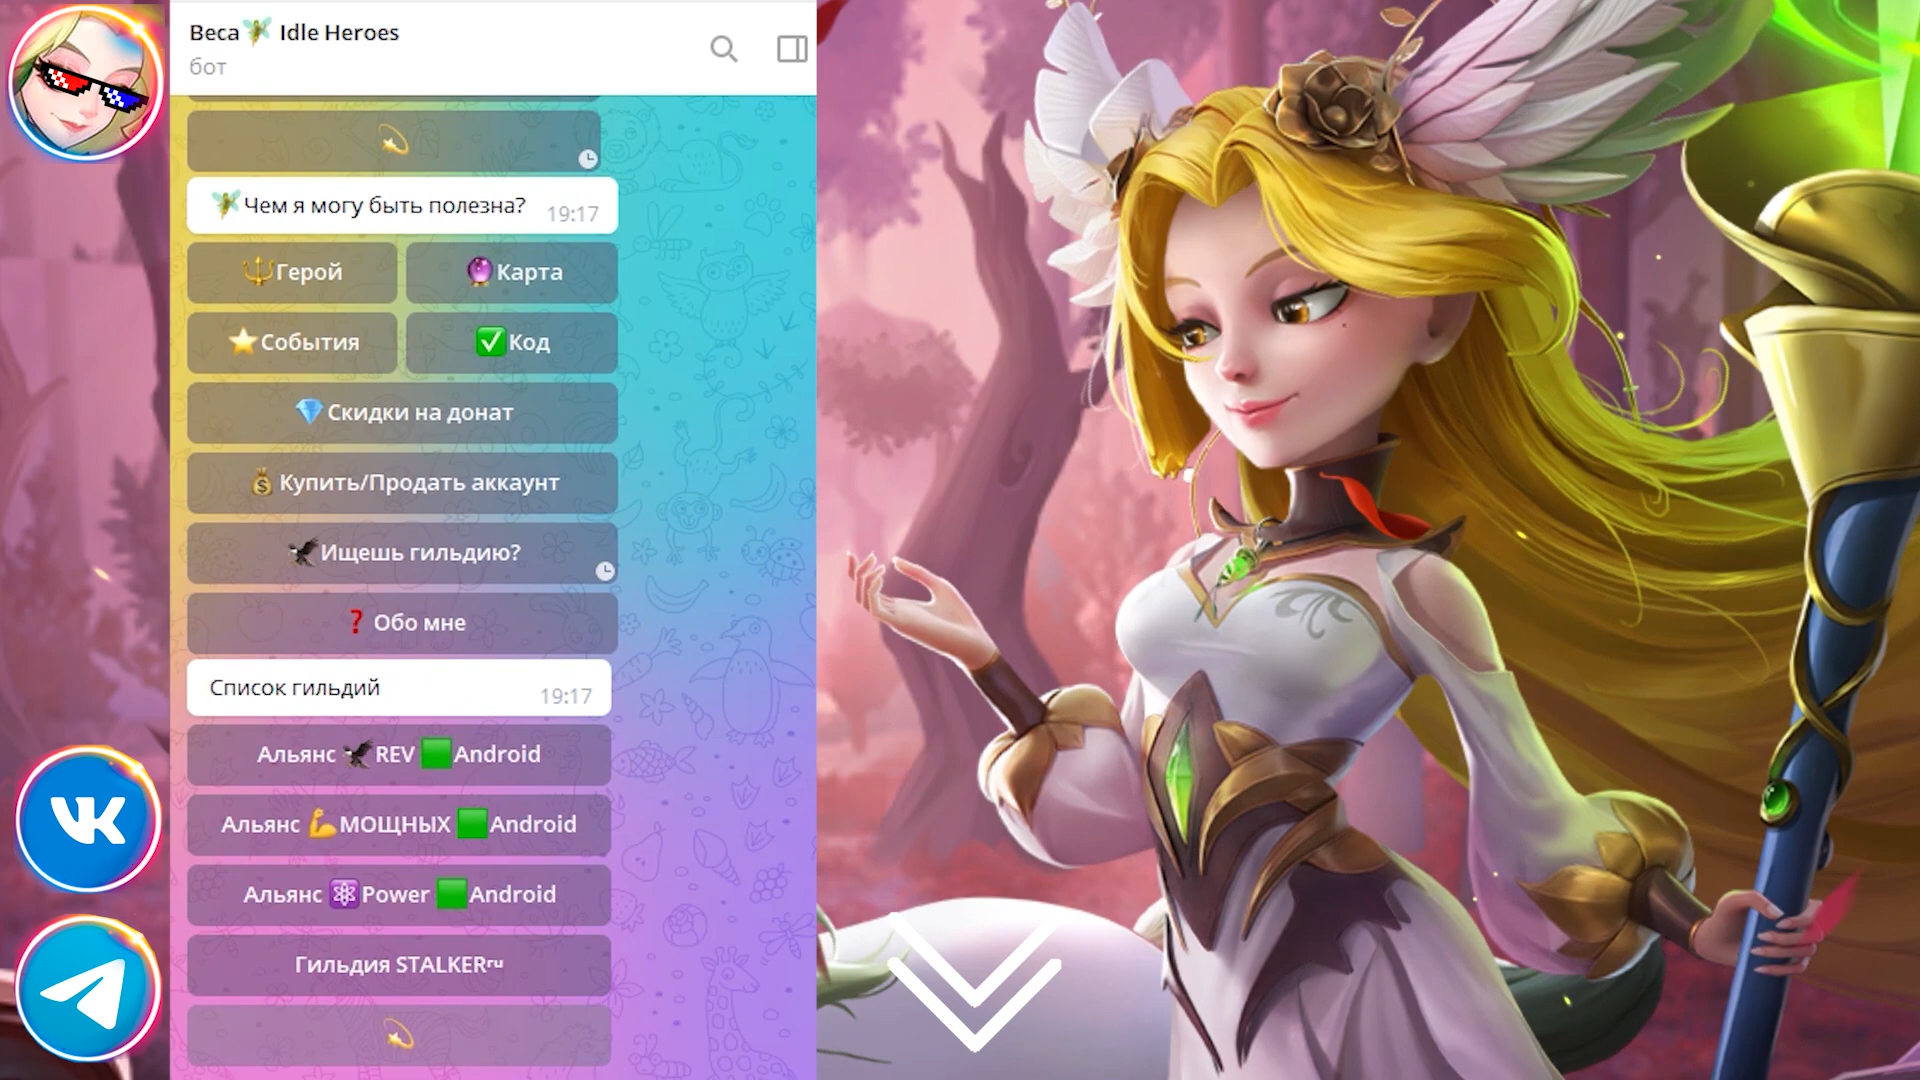 Веса Idle Heroes
бот
Чем я могу быть полезна? 19:17
Герой
Карта
События
Код
Скидки на донат
Купить/Продать аккаунт
Ищешь гильдию?
Обо мне
Список гильдий 19:17
Альянс REV Android
Альянс МОЩНЫХ Android
Альянс Power Android
Гильдия STALKERʳᵘ